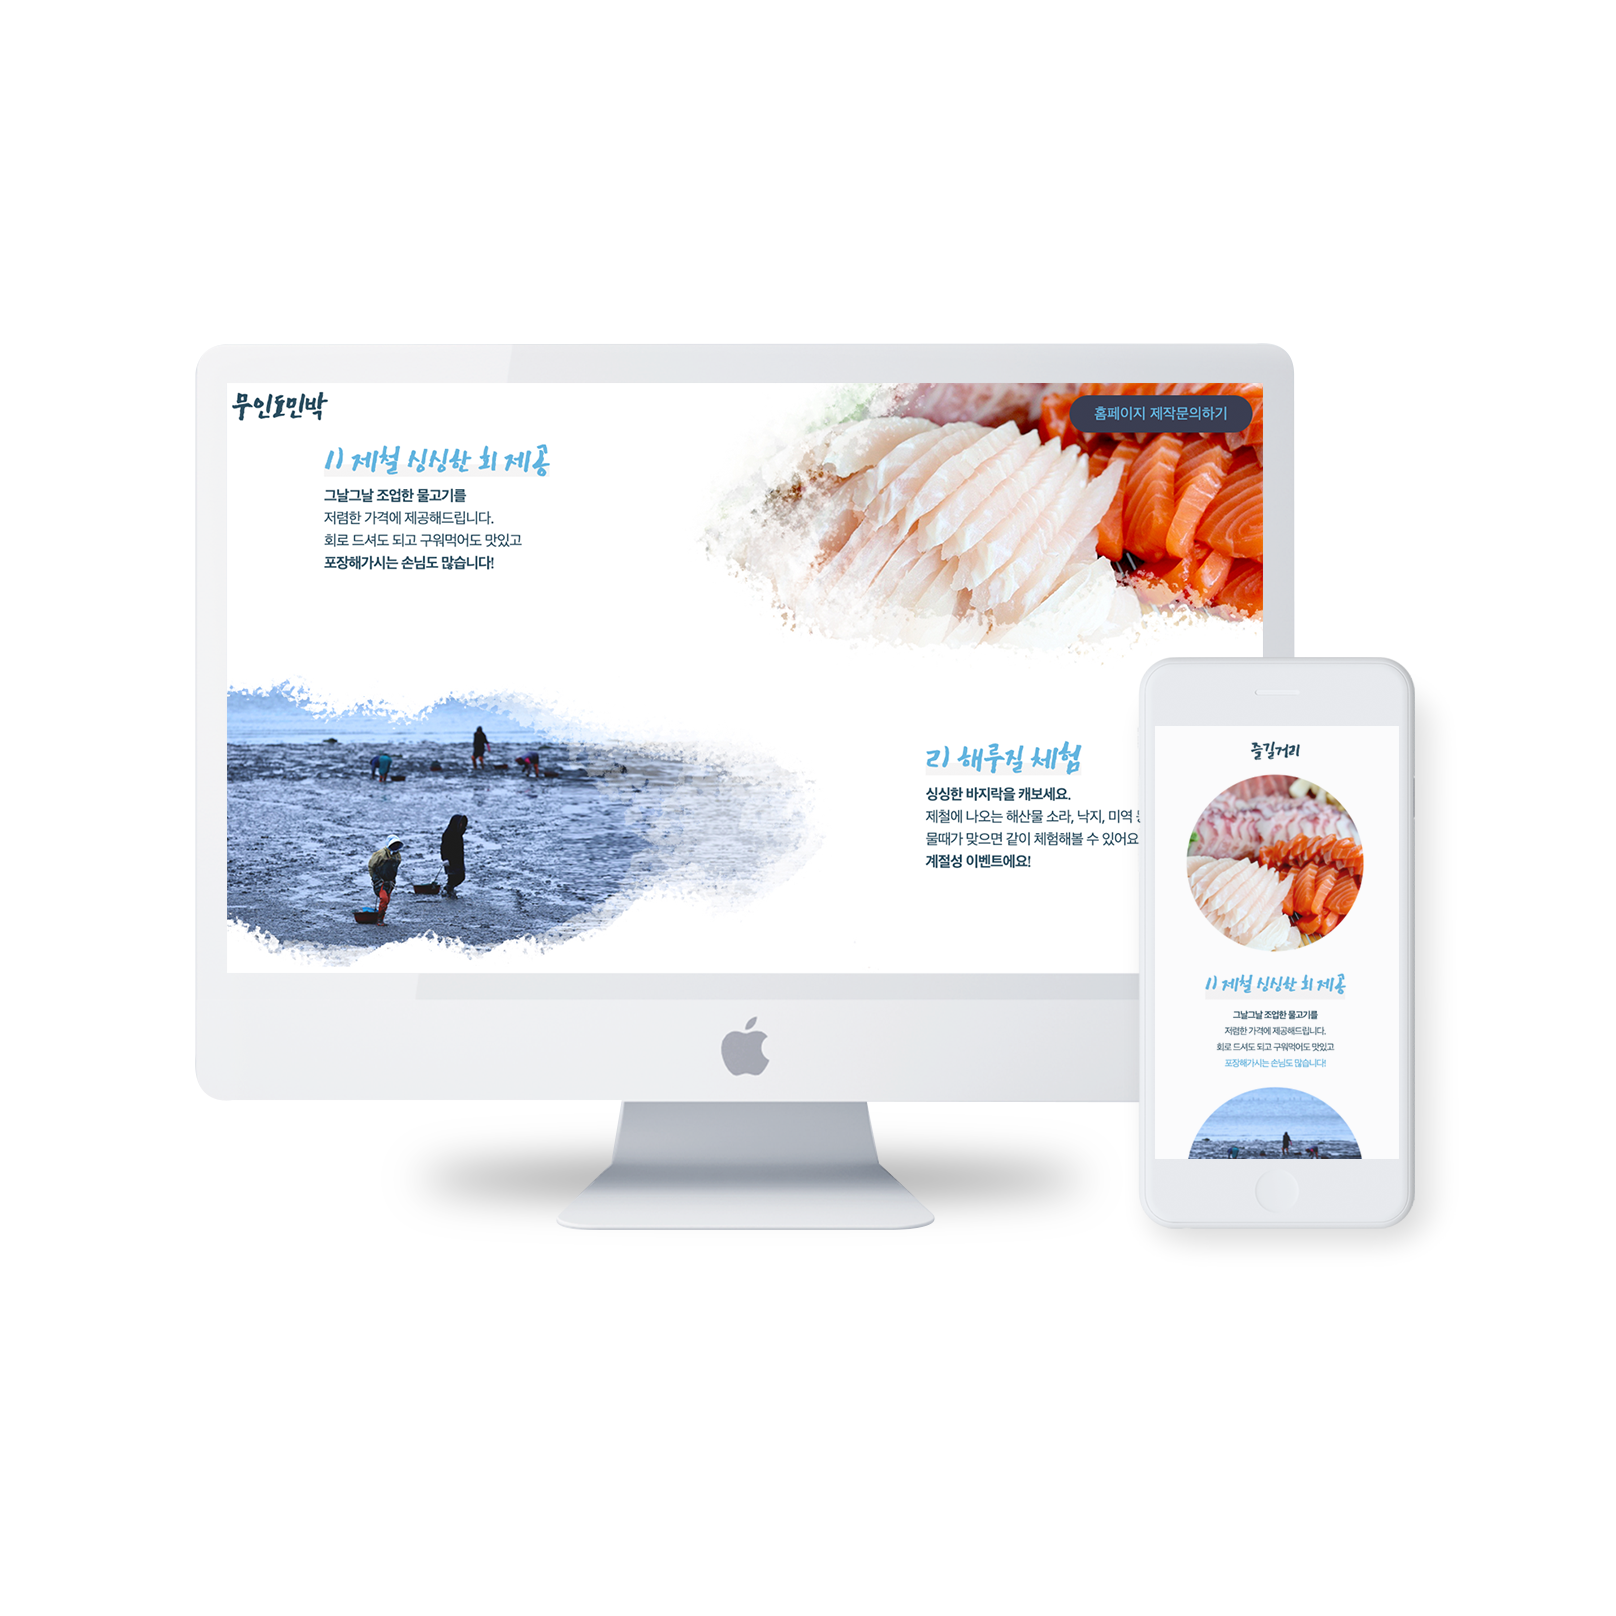 무인도민박
홈페이지 제작문의하기
1) 제철 싱싱한 회 제공
그날그날 조업한 물고기를
저렴한 가격에 제공해드립니다.
회로 드셔도 되고 구워먹어도 맛있고
포장해가시는 손님도 많습니다!
2) 해루질 체험
싱싱한 바지락을 캐보세요.
제철에 나오는 해산물 소라, 낙지, 미역
물때가 맞으면 같이 체험해볼 수 있어요
계절성 이벤트에요!
즐길거리
1) 제철 싱싱한 회 제공
그날그날 조업한 물고기를
저렴한 가격에 제공해드립니다.
회로 드셔도 되고 구워먹어도 맛있고
포장해가시는 손님도 많습니다!